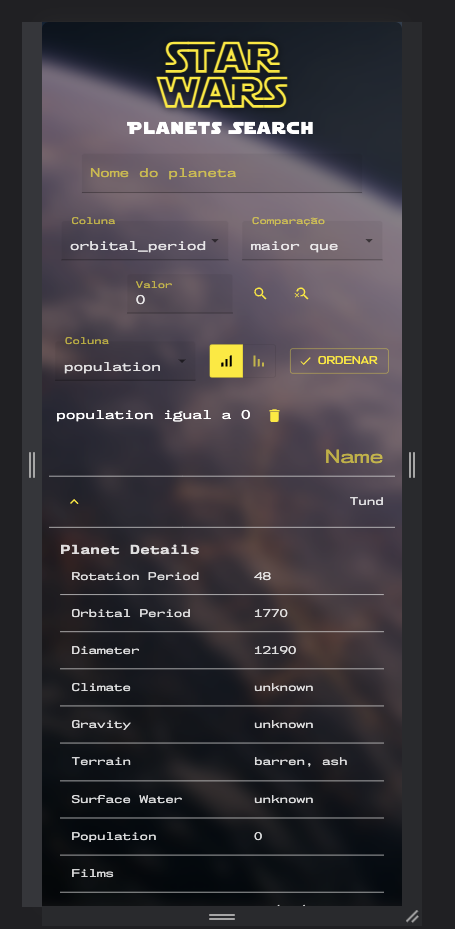 STAR
WARS
PLANETS SEARCH
Nome do planeta
Coluna Comparação
orbital_period maior que
Valor
0
Coluna
population ORDENAR
population igual a 0
Name
Tund
Planet Details
Rotation Period 48
Orbital Period 1770
Diameter 12190
Climate unknown
Gravity unknown
Terrain barren, ash
Surface Water unknown
Population 0
Films